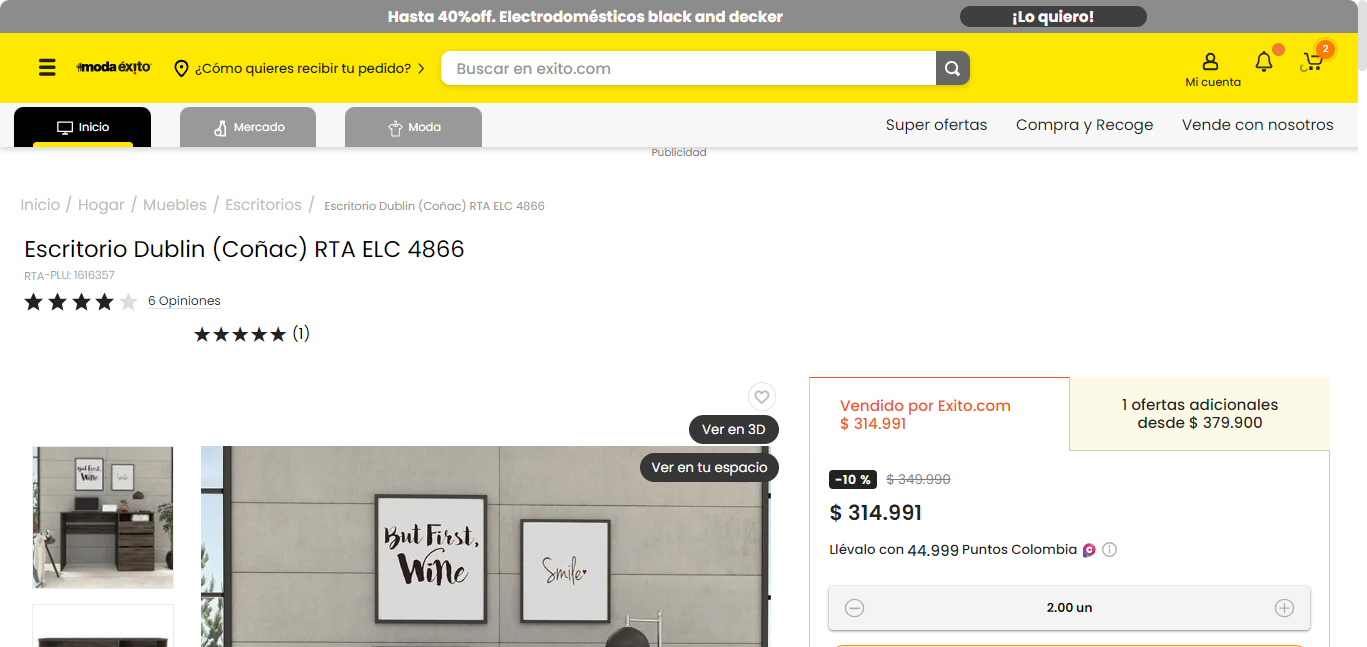 Hasta 40%off. Electrodomésticos black and decker
¡Lo quiero!
#moda éxito
¿Cómo quieres recibir tu pedido?
Buscar en exito.com
Mi cuenta
2
Inicio
Mercado
Moda
Super ofertas
Compra y Recoge
Vende con nosotros
Publicidad
Inicio / Hogar / Muebles / Escritorios / Escritorio Dublin (Coñac) RTA ELC 4866
Escritorio Dublin (Coñac) RTA ELC 4866
RTA-PLU: 1616357
6 Opiniones
(1)
Ver en 3D
Ver en tu espacio
But First,
Wine
Smile
But First,
Wine
Smile
Vendido por Exito.com
$ 314.991
1 ofertas adicionales
desde $ 379.900
-10 % $ 349.990
$ 314.991
Llévalo con 44.999 Puntos Colombia
2.00 un